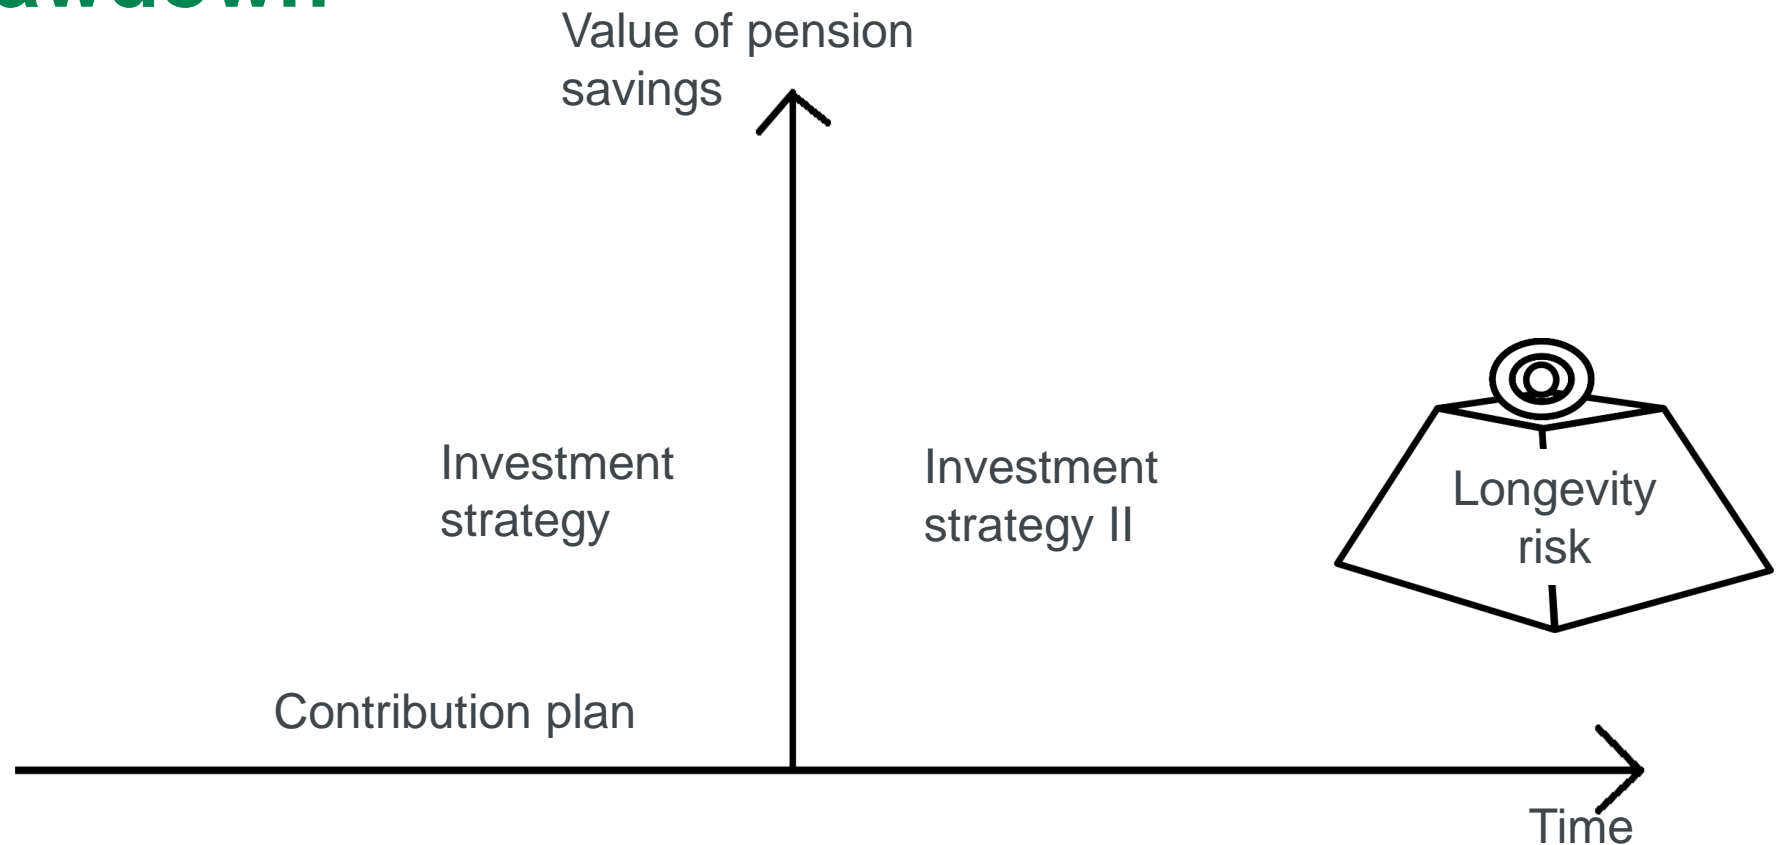 Value of pension
savings
Investment
strategy
Investment
strategy II
Longevity
risk
Contribution plan
Time